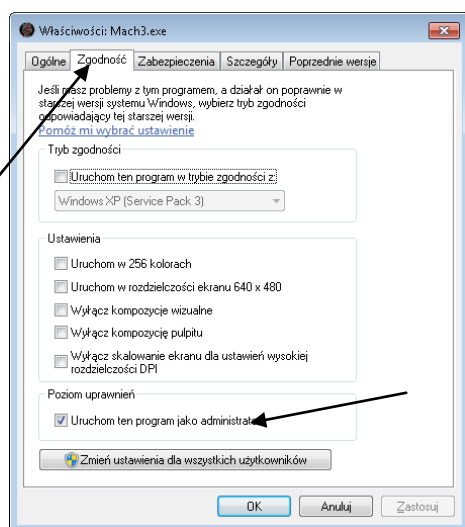 Właściwości: Mach3.exe
Ogólne Zgodność Zabezpieczenia Szczegóły Poprzednie wersje
Jeśli masz problemy z tym programem, a działał on poprawnie w
starszej wersji systemu Windows, wybierz tryb zgodności
odpowiadający tej starszej wersji.
Pomóż mi wybrać ustawienie
Tryb zgodności
Uruchom ten program w trybie zgodności z:
Windows XP (Service Pack 3)
Ustawienia
Uruchom w 256 kolorach
Uruchom w rozdzielczości ekranu 640 x 480
Wyłącz kompozycje wizualne
Wyłącz kompozycję pulpitu
Wyłącz skalowanie ekranu dla ustawień wysokiej
rozdzielczości DPI
Poziom uprawnień
Uruchom ten program jako administrator
Zmień ustawienia dla wszystkich użytkowników
OK Anuluj Zastosuj